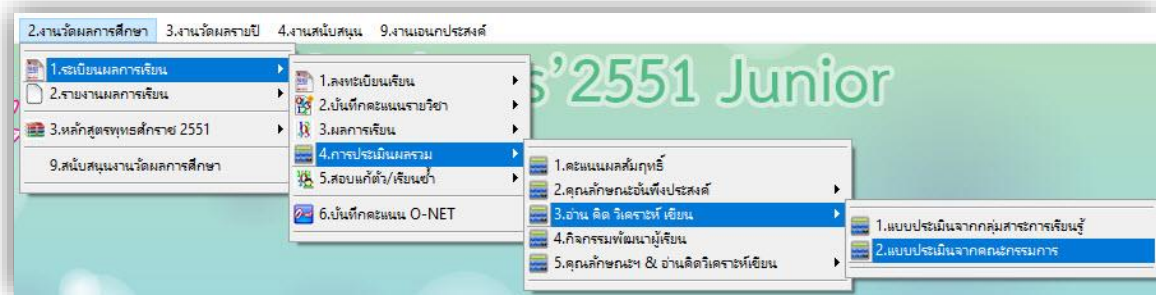 2.งานวัดผลการศึกษา 3.งานวัดผลรายปี 4.งานสนับสนุน 9.งานเอนกประสงค์
s'2551 Junior
1.ระเบียนผลการเรียน
2.รายงานผลการเรียน
3.หลักสูตรพุทธศักราช 2551
9.สนับสนุนงานวัดผลการศึกษา
1.ลงทะเบียนเรียน
2.บันทึกคะแนนรายวิชา
3.ผลการเรียน
4.การประเมินผลรวม
5.สอบแก้ตัว/เรียนซ้ำ
6.บันทึกคะแนน O-NET
1.คะแนนผลสัมฤทธิ์
2.คุณลักษณะอันพึงประสงค์
3.อ่าน คิด วิเคราะห์ เขียน
4.กิจกรรมพัฒนาผู้เรียน
5.คุณลักษณะฯ & อ่านคิดวิเคราะห์เขียน
1.แบบประเมินจากกลุ่มสาระการเรียนรู้
2.แบบประเมินจากคณะกรรมการ